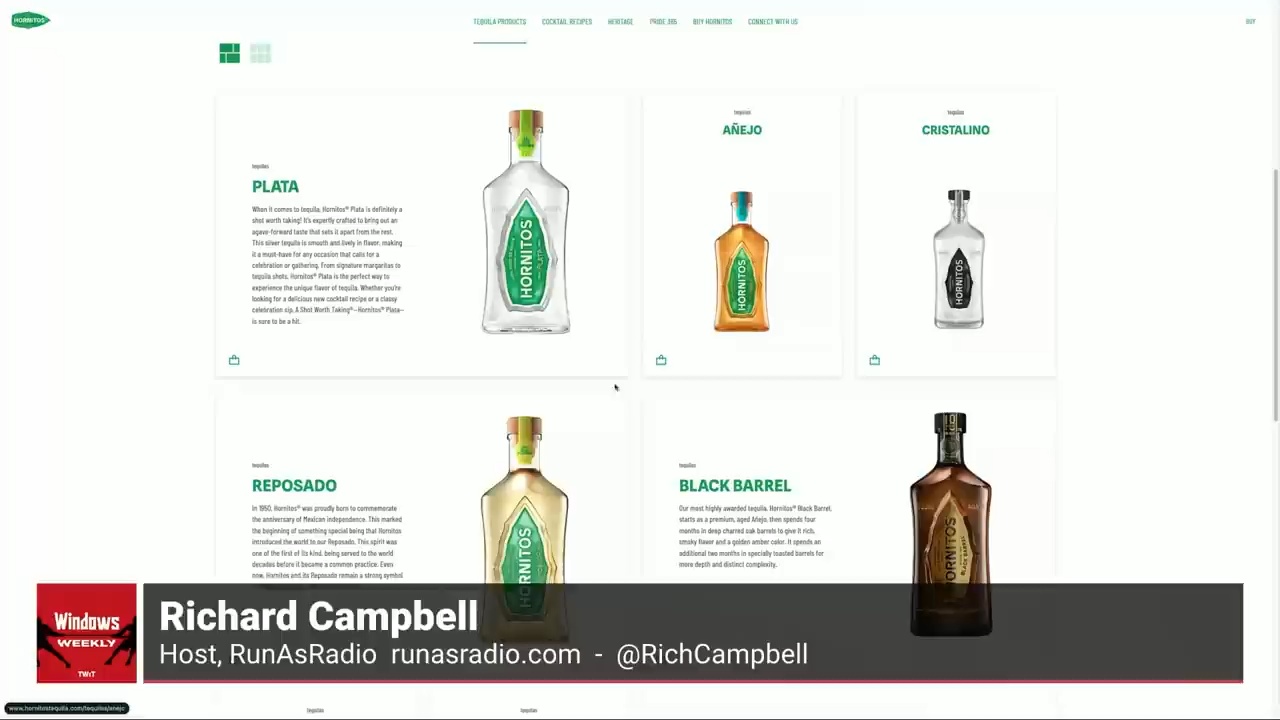 HORNITOS
TEQUILA PRODUCTS
COCKTAIL RECIPES
HERITAGE
PRIDE 365
BUY HORNITOS
CONNECT WITH US
BUY
tequilas
PLATA
When it comes to tequila, Hornitos® Plata is definitely a
shot worth taking! It's expertly crafted to bring out an
agave-forward taste that sets it apart from the rest.
This silver tequila is smooth and lively in flavor, making
it a must-have for any occasion that calls for a
celebration or gathering. From signature margaritas to
tequila shots, Hornitos® Plata is the perfect way to
experience the unique flavor of tequila. Whether you're
looking for a delicious new cocktail recipe or a classy
celebration sip, A Shot Worth Taking®—Hornitos® Plata—
is sure to be a hit.
HORNITOS
PLATA
tequilas
AÑEJO
HORNITOS
tequilas
CRISTALINO
HORNITOS
tequilas
REPOSADO
In 1950, Hornitos® was proudly born to commemorate
the anniversary of Mexican independence. This marked
the beginning of something special being that Hornitos
introduced the world to our Reposado. This spirit was
one of the first of its kind, being served to the world
decades before it became a common practice. Even
now, Hornitos and its Reposado remain a strong symbol
HORNITOS
tequilas
BLACK BARREL
Our most highly awarded tequila, Hornitos® Black Barrel,
starts as a premium, aged Añejo, then spends four
months in deep charred oak barrels to give it rich,
smoky flavor and a golden amber color. It spends an
additional two months in specially toasted barrels for
more depth and distinct complexity.
HORNITOS
BLACK BARREL
Windows
WEEKLY
TWiT
Richard Campbell
Host, RunAsRadio runasradio.com - @RichCampbell
www.hornitostequila.com/tequilas/anejo
tequilas
tequilas